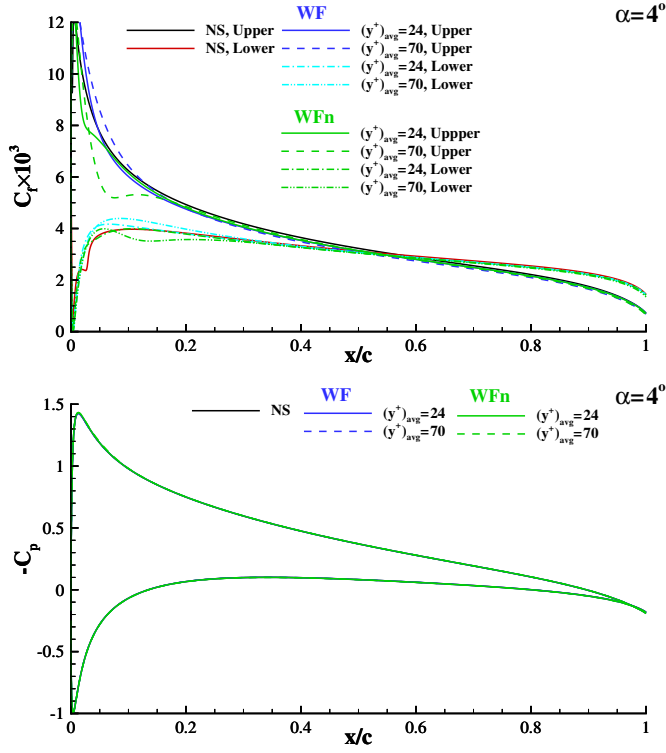 α=4°
WF
WFn
NS, Upper
NS, Lower
(y⁺)avg=24, Upper
(y⁺)avg=70, Upper
(y⁺)avg=24, Lower
(y⁺)avg=70, Lower
(y⁺)avg=24, Uppper
(y⁺)avg=70, Upper
(y⁺)avg=24, Lower
(y⁺)avg=70, Lower
Cf×10³
12
10
8
6
4
2
0
0 0.2 0.4 0.6 0.8 1
x/c
α=4°
NS
WF
(y⁺)avg=24
(y⁺)avg=70
WFn
(y⁺)avg=24
(y⁺)avg=70
-Cp
-1.5
1
0.5
0
-0.5
-1
0 0.2 0.4 0.6 0.8 1
x/c